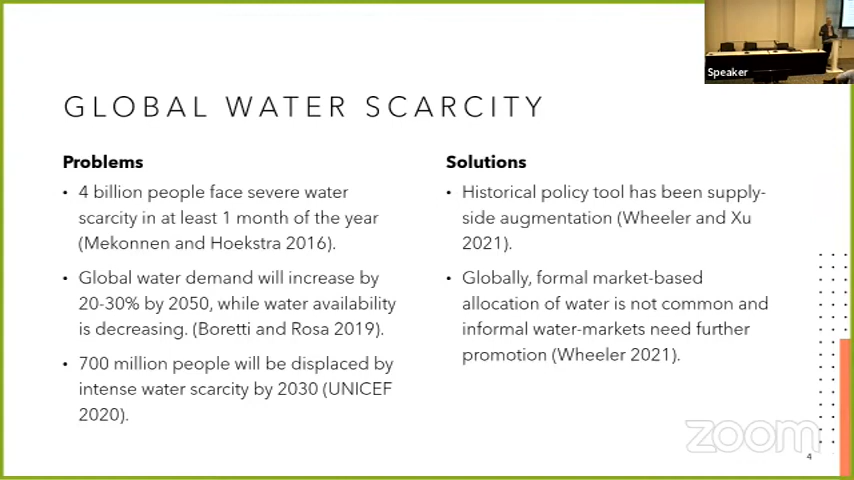 Speaker
GLOBAL WATER SCARCITY
Problems
• 4 billion people face severe water
scarcity in at least 1 month of the year
(Mekonnen and Hoekstra 2016).
• Global water demand will increase by
20-30% by 2050, while water availability
is decreasing. (Boretti and Rosa 2019).
• 700 million people will be displaced by
intense water scarcity by 2030 (UNICEF
2020).
Solutions
• Historical policy tool has been supply-
side augmentation (Wheeler and Xu
2021).
• Globally, formal market-based
allocation of water is not common and
informal water-markets need further
promotion (Wheeler 2021).
zoom
4